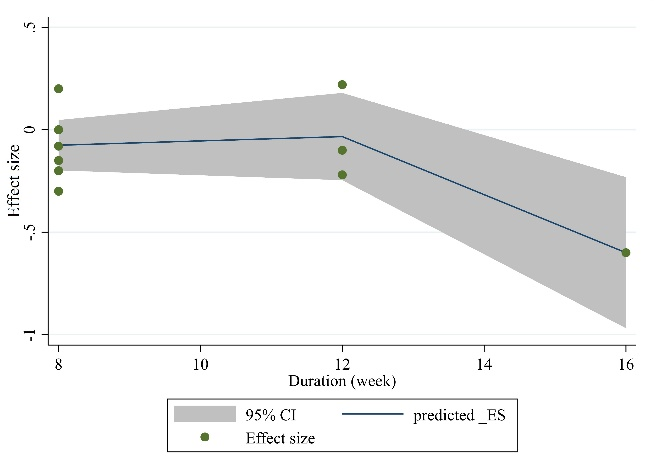 .5
0
-.5
-1
Effect size
8
10
12
14
16
Duration (week)
95% CI
predicted _ES
Effect size